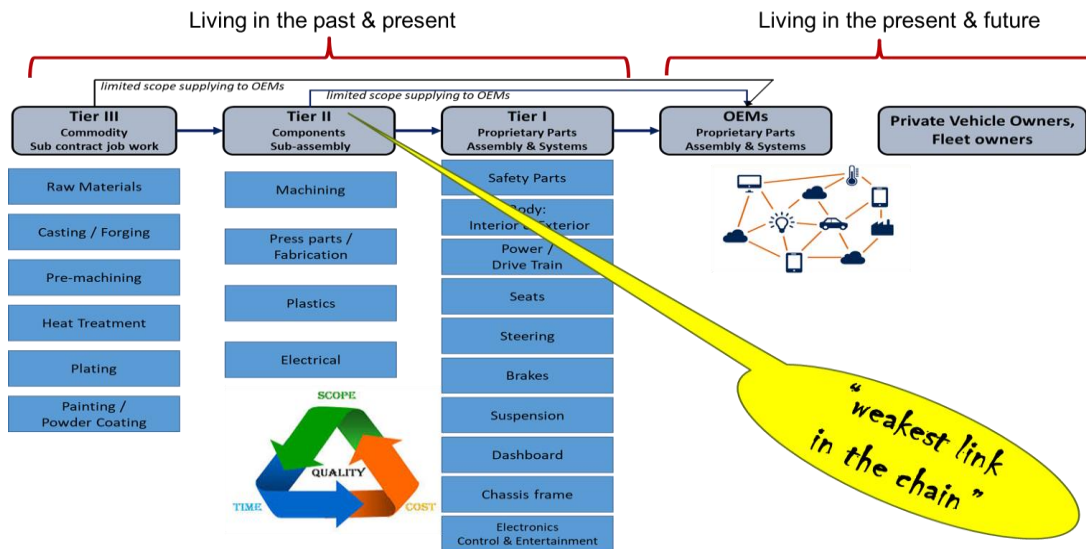 Living in the past & present
Living in the present & future
limited scope supplying to OEMs
limited scope supplying to OEMs
Tier III
Commodity
Sub contract job work
Tier II
Components
Sub-assembly
Tier I
Proprietary Parts
Assembly & Systems
OEMs
Proprietary Parts
Assembly & Systems
Private Vehicle Owners,
Fleet owners
Raw Materials
Casting / Forging
Pre-machining
Heat Treatment
Plating
Painting /
Powder Coating
Machining
Press parts /
Fabrication
Plastics
Electrical
SCOPE
QUALITY
TIME
COST
Safety Parts
Body:
Interior & Exterior
Power /
Drive Train
Seats
Steering
Brakes
Suspension
Dashboard
Chassis frame
Electronics
Control & Entertainment
“weakest link
in the chain ”